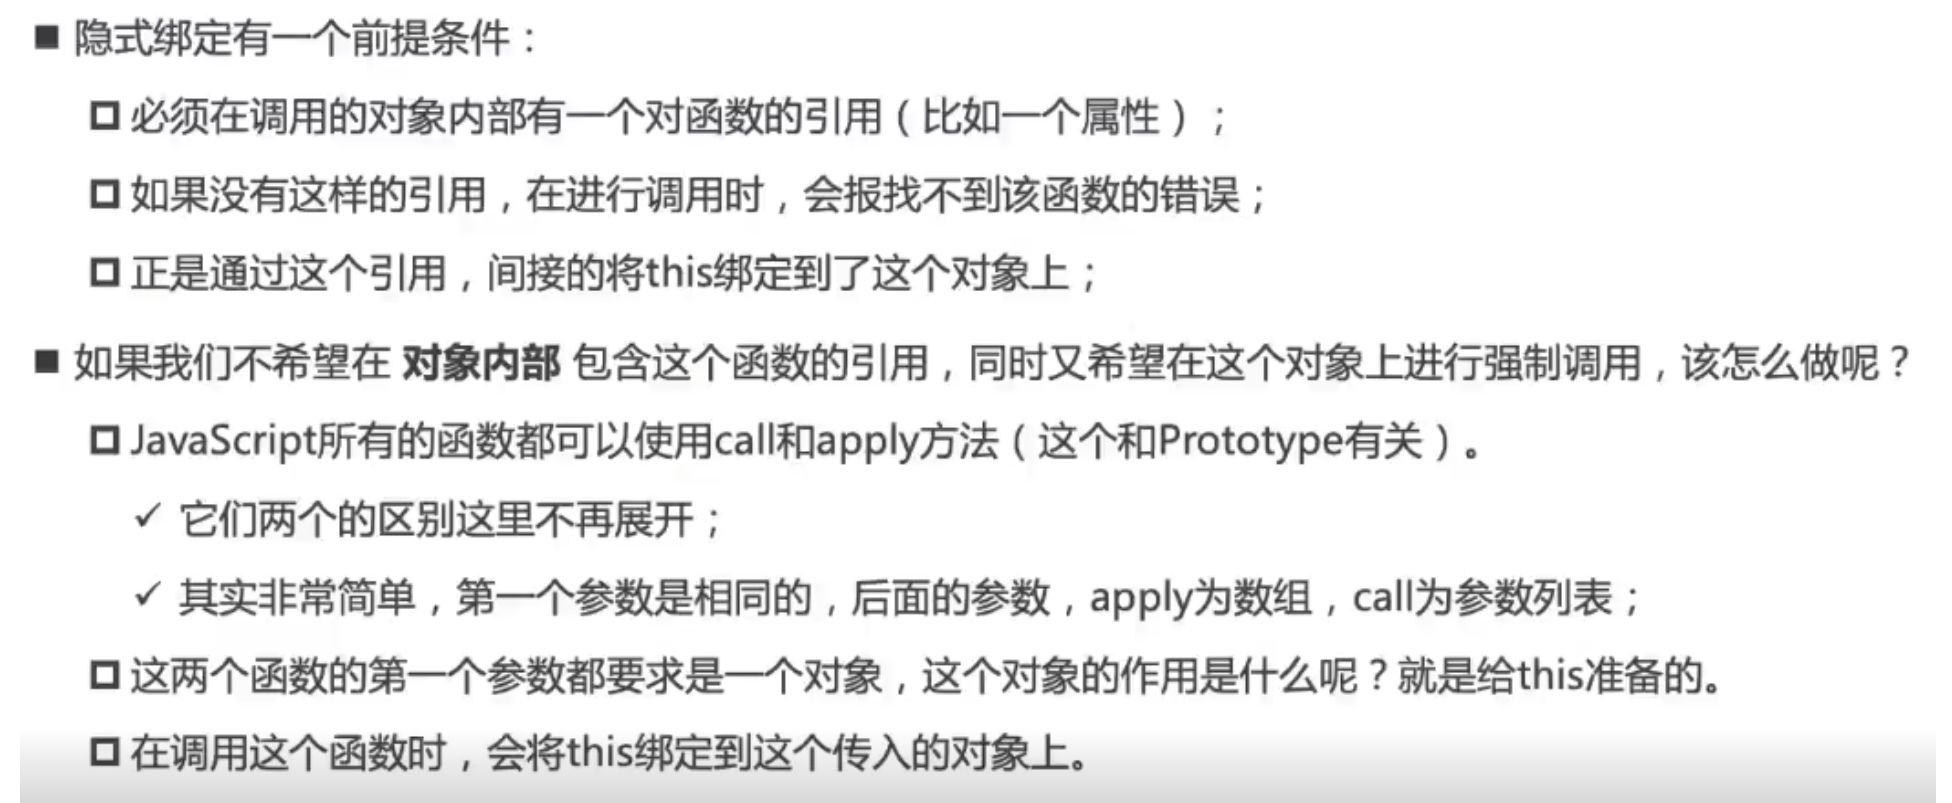 ■ 隐式绑定有一个前提条件：
□ 必须在调用的对象内部有一个对函数的引用（比如一个属性）；
□ 如果没有这样的引用，在进行调用时，会报找不到该函数的错误；
□ 正是通过这个引用，间接的将this绑定到了这个对象上；
■ 如果我们不希望在 对象内部 包含这个函数的引用，同时又希望在这个对象上进行强制调用，该怎么做呢？
□ JavaScript所有的函数都可以使用call和apply方法（这个和Prototype有关）。
✓ 它们两个的区别这里不再展开；
✓ 其实非常简单，第一个参数是相同的，后面的参数，apply为数组，call为参数列表；
□ 这两个函数的第一个参数都要求是一个对象，这个对象的作用是什么呢？就是给this准备的。
□ 在调用这个函数时，会将this绑定到这个传入的对象上。